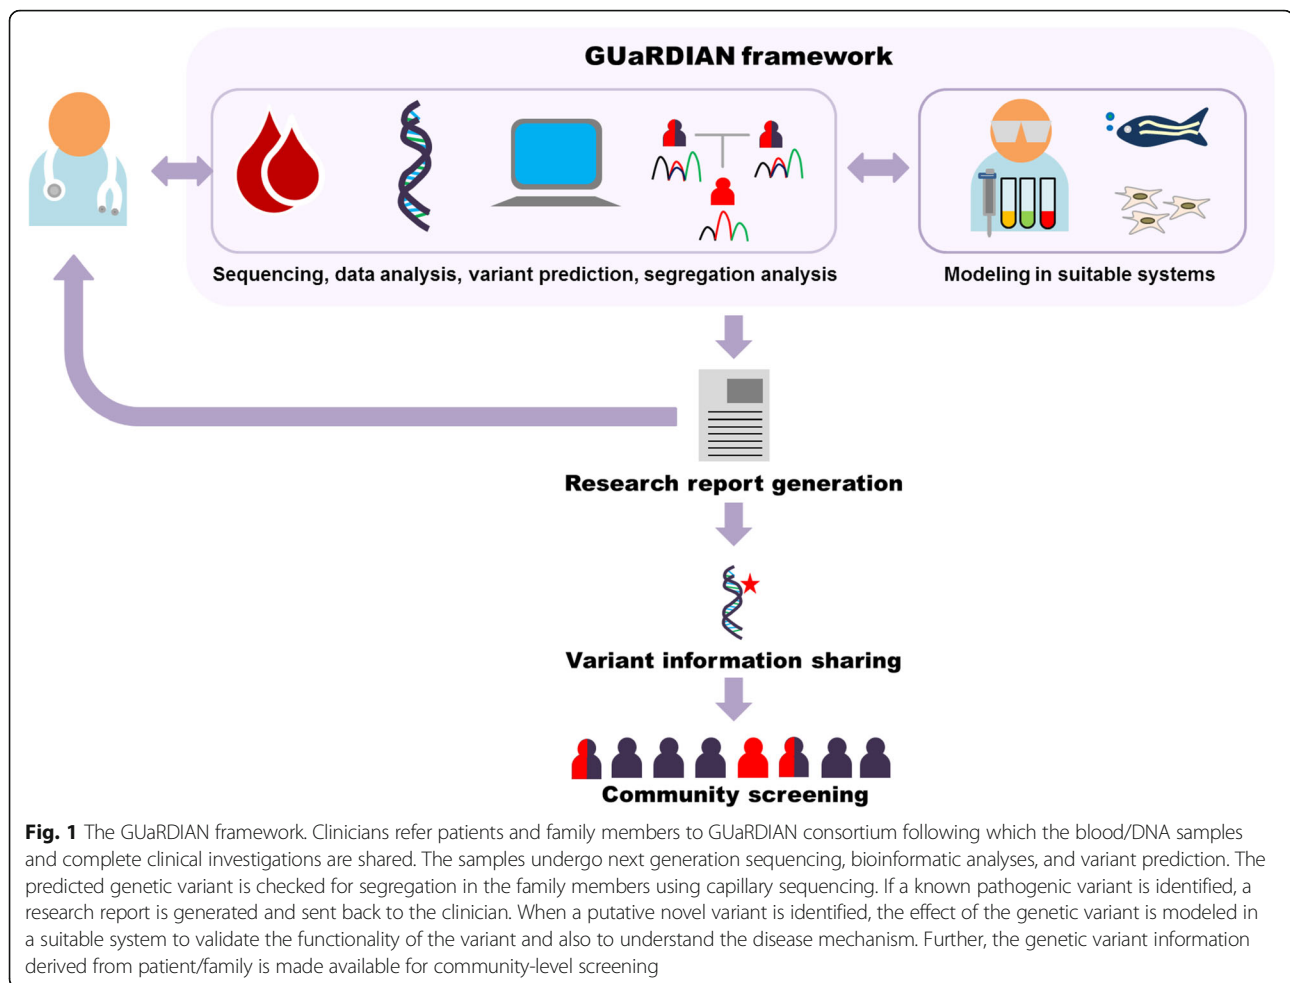 GUaRDIAN framework
Sequencing, data analysis, variant prediction, segregation analysis
Modeling in suitable systems
Research report generation
Variant information sharing
Community screening
Fig. 1 The GUaRDIAN framework. Clinicians refer patients and family members to GUaRDIAN consortium following which the blood/DNA samples
and complete clinical investigations are shared. The samples undergo next generation sequencing, bioinformatic analyses, and variant prediction. The
predicted genetic variant is checked for segregation in the family members using capillary sequencing. If a known pathogenic variant is identified, a
research report is generated and sent back to the clinician. When a putative novel variant is identified, the effect of the genetic variant is modeled in
a suitable system to validate the functionality of the variant and also to understand the disease mechanism. Further, the genetic variant information
derived from patient/family is made available for community-level screening